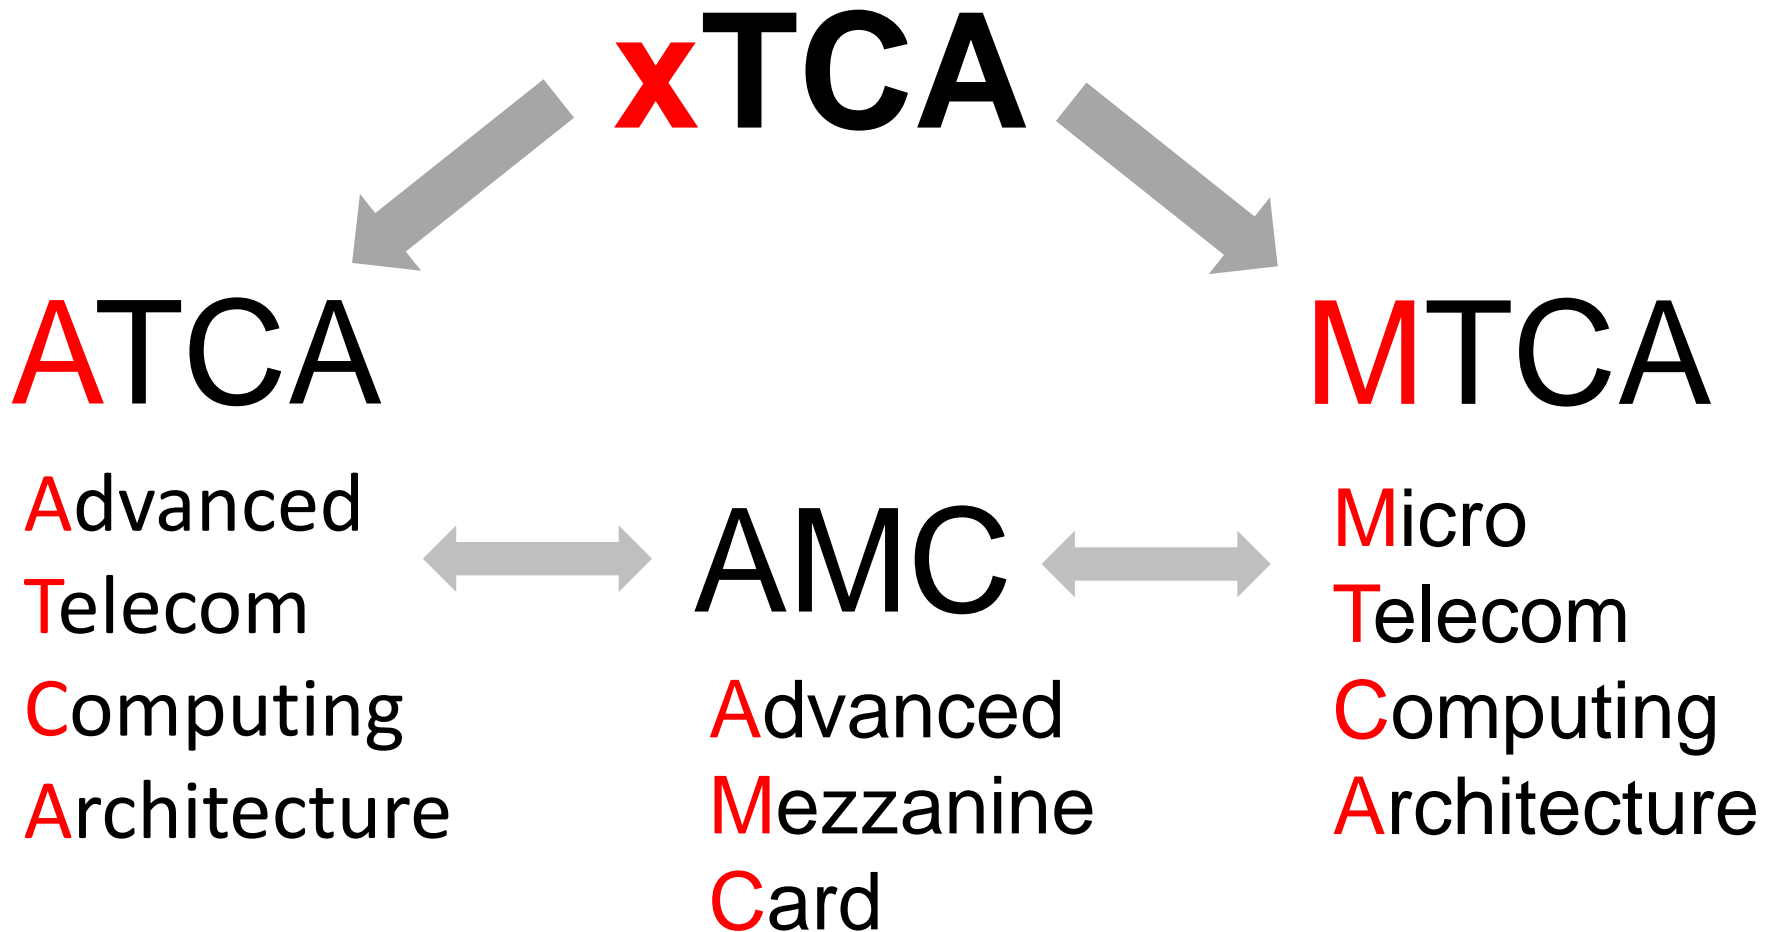 xTCA
ATCA
Advanced
Telecom
Computing
Architecture
AMC
Advanced
Mezzanine
Card
MTCA
Micro
Telecom
Computing
Architecture